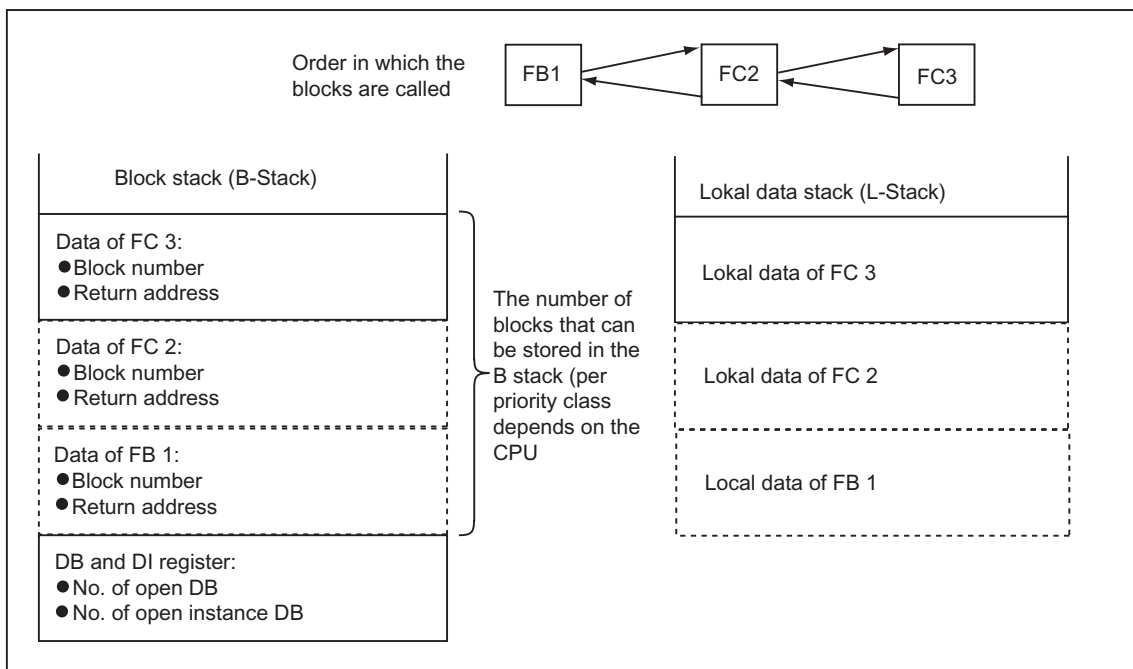 Order in which the
blocks are called
FB1
FC2
FC3
Block stack (B-Stack)
Data of FC 3:
●Block number
●Return address
Data of FC 2:
●Block number
●Return address
Data of FB 1:
●Block number
●Return address
DB and DI register:
●No. of open DB
●No. of open instance DB
The number of
blocks that can
be stored in the
B stack (per
priority class
depends on the
CPU
Lokal data stack (L-Stack)
Lokal data of FC 3
Lokal data of FC 2
Local data of FB 1